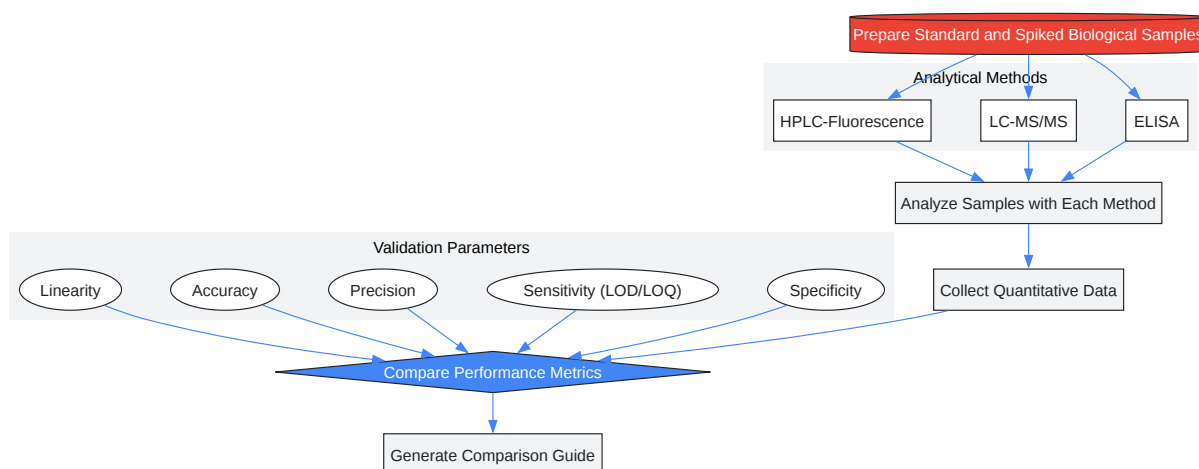 Prepare Standard and Spiked Biological Samples
Analytical Methods
HPLC-Fluorescence
LC-MS/MS
ELISA
Analyze Samples with Each Method
Validation Parameters
Linearity
Accuracy
Precision
Sensitivity (LOD/LOQ)
Specificity
Collect Quantitative Data
Compare Performance Metrics
Generate Comparison Guide